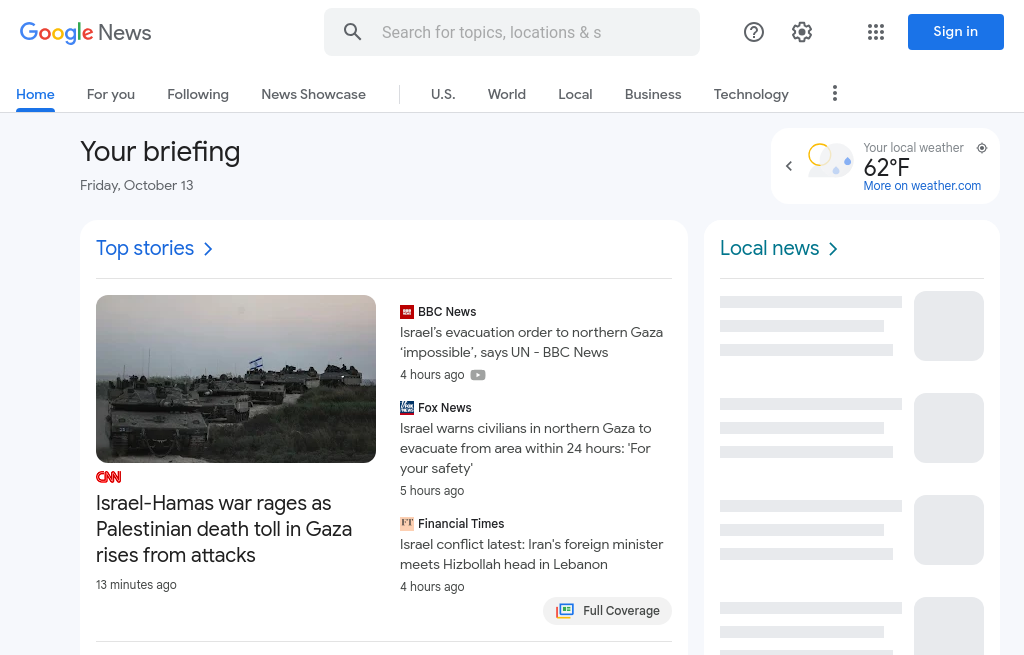 Google News
Search for topics, locations & s
Sign in
Home
For you
Following
News Showcase
U.S.
World
Local
Business
Technology
Your briefing
Friday, October 13
Your local weather
62°F
More on weather.com
Top stories
CNN
Israel-Hamas war rages as
Palestinian death toll in Gaza
rises from attacks
13 minutes ago
BBC News
Israel's evacuation order to northern Gaza
‘impossible’, says UN - BBC News
4 hours ago
Fox News
Israel warns civilians in northern Gaza to
evacuate from area within 24 hours: 'For
your safety'
5 hours ago
FT Financial Times
Israel conflict latest: Iran's foreign minister
meets Hizbollah head in Lebanon
4 hours ago
Full Coverage
Local news